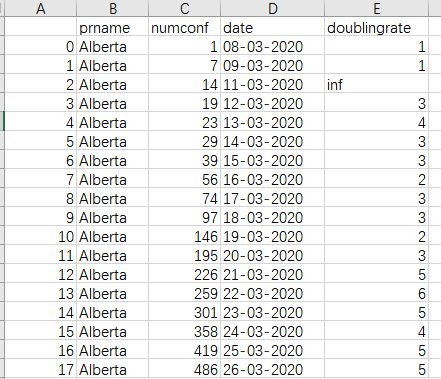 A B C D E
prname numconf date doublingrate
0 Alberta 1 08-03-2020 1
1 Alberta 7 09-03-2020 1
2 Alberta 14 11-03-2020 inf
3 Alberta 19 12-03-2020 3
4 Alberta 23 13-03-2020 4
5 Alberta 29 14-03-2020 3
6 Alberta 39 15-03-2020 3
7 Alberta 56 16-03-2020 2
8 Alberta 74 17-03-2020 3
9 Alberta 97 18-03-2020 3
10 Alberta 146 19-03-2020 2
11 Alberta 195 20-03-2020 3
12 Alberta 226 21-03-2020 5
13 Alberta 259 22-03-2020 6
14 Alberta 301 23-03-2020 5
15 Alberta 358 24-03-2020 4
16 Alberta 419 25-03-2020 5
17 Alberta 486 26-03-2020 5